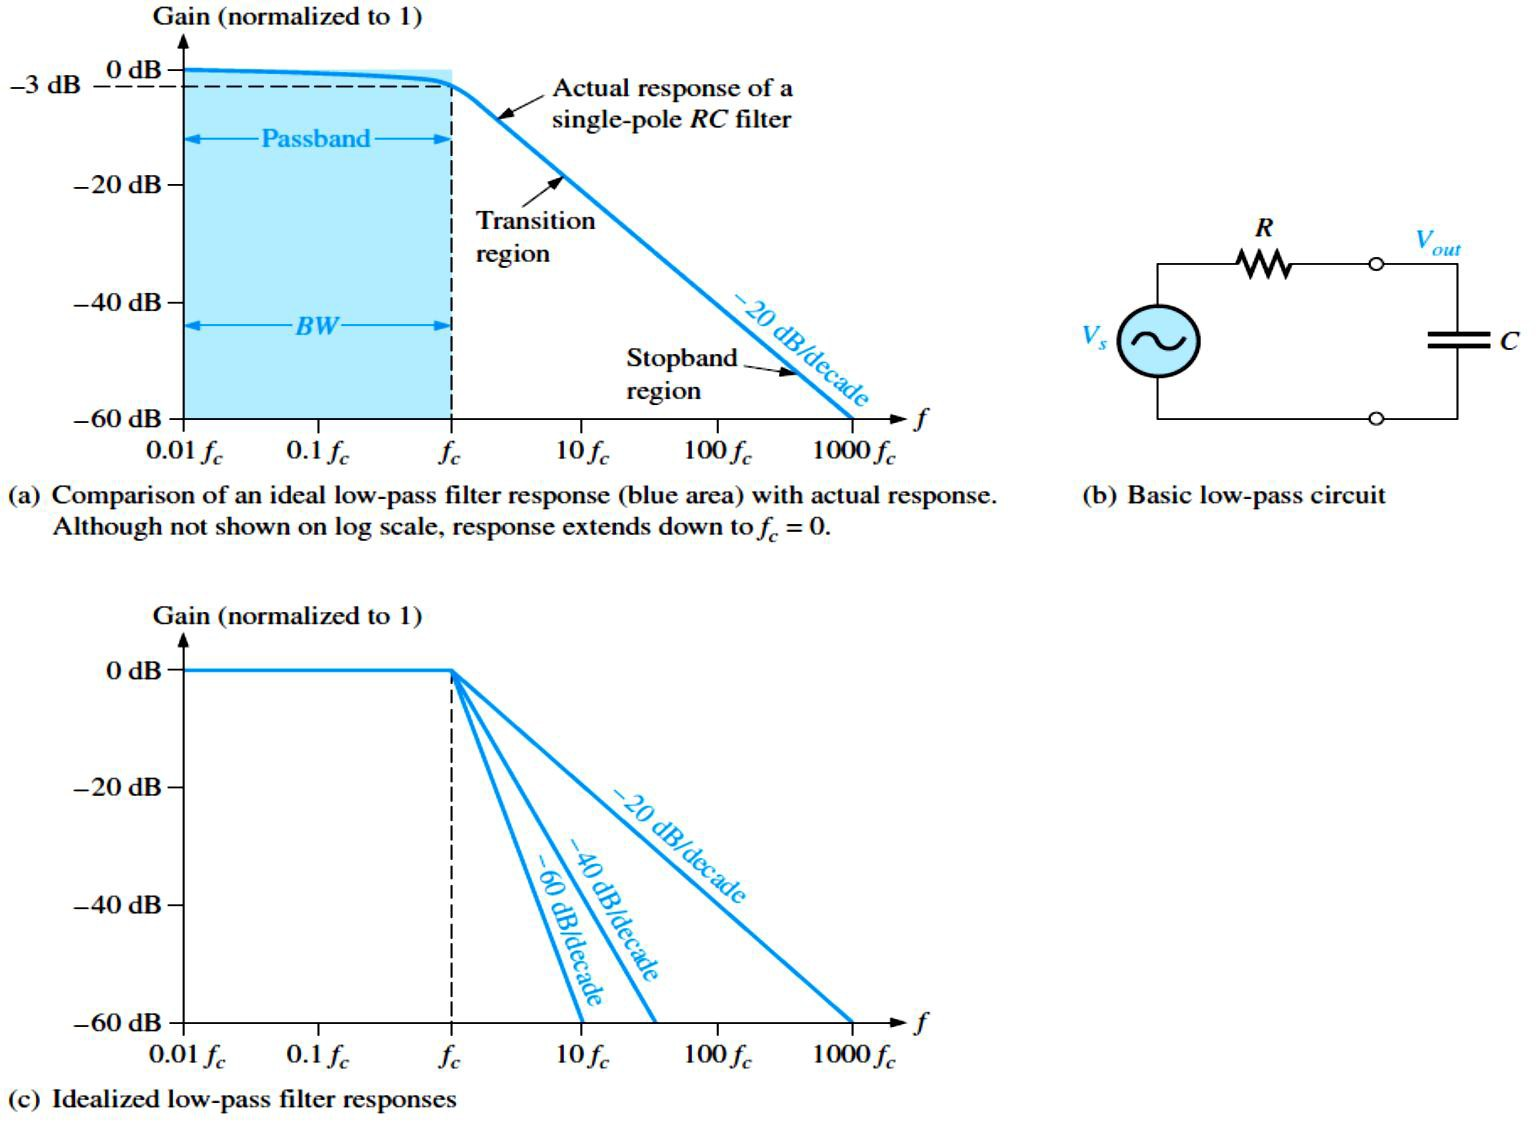 Gain (normalized to 1)
0 dB
−3 dB
Actual response of a
single-pole RC filter
Passband
−20 dB
Transition
region
−40 dB
BW
−20 dB/decade
Stopband
region
−60 dB
f
0.01 fc
0.1 fc
fc
10 fc
100 fc
1000 fc
(a) Comparison of an ideal low-pass filter response (blue area) with actual response.
Although not shown on log scale, response extends down to fc = 0.
R
Vout
Vs
C
(b) Basic low-pass circuit
Gain (normalized to 1)
0 dB
−20 dB
−40 dB
−60 dB
−20 dB/decade
−40 dB/decade
−60 dB/decade
f
0.01 fc
0.1 fc
fc
10 fc
100 fc
1000 fc
(c) Idealized low-pass filter responses